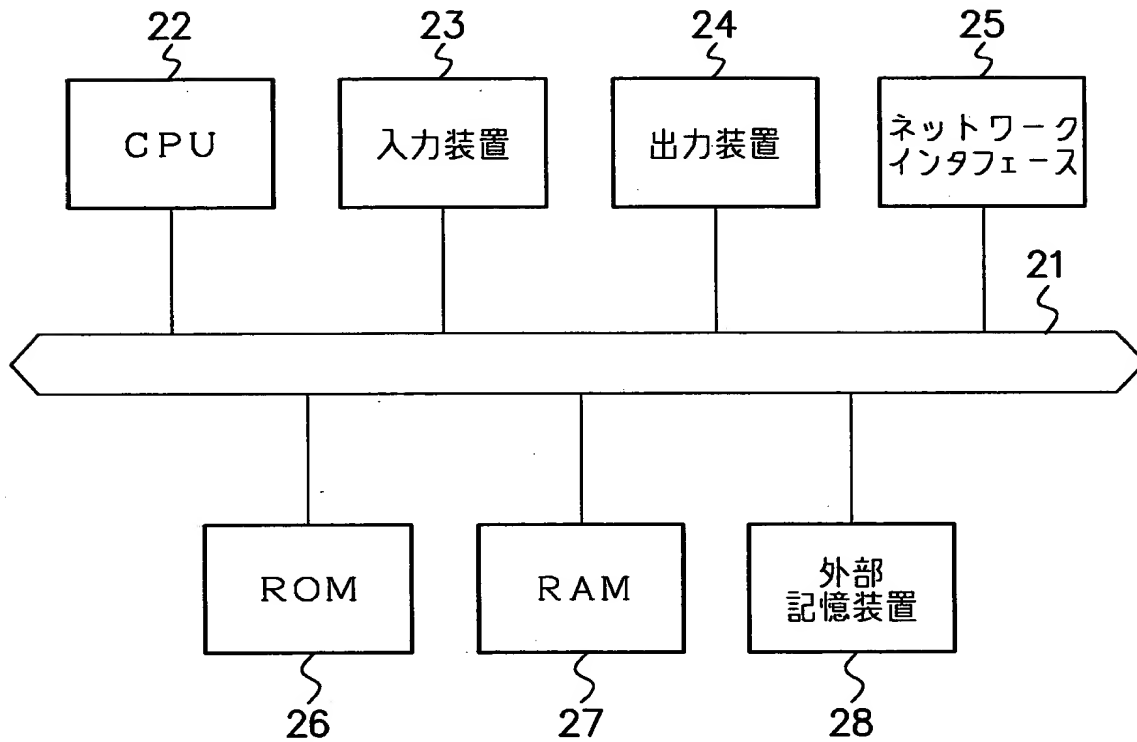 22
23
24
25
CPU
入力装置
出力装置
ネットワーク
インタフェース
21
ROM
RAM
外部
記憶装置
26
27
28